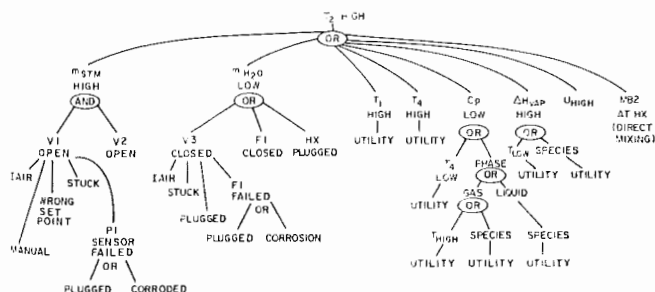 T2 HIGH
OR
mSTM HIGH
AND
V1 OPEN
V2 OPEN
IAIR
MANUAL
WRONG SET POINT
STUCK
P1 SENSOR FAILED
OR
PLUGGED
CORRODED
mH2O LOW
OR
V3 CLOSED
F1 CLOSED
HX PLUGGED
IAIR
STUCK
PLUGGED
F1 FAILED
OR
PLUGGED
CORROSION
T1 HIGH
UTILITY
T4 HIGH
UTILITY
Cp LOW
OR
T4 LOW
UTILITY
PHASE
OR
GAS
OR
LIQUID
THIGH
UTILITY
SPECIES
UTILITY
SPECIES
UTILITY
ΔHVAP HIGH
OR
TLOW
UTILITY
SPECIES
UTILITY
UHIGH
MB2 AT HX (DIRECT MIXING)